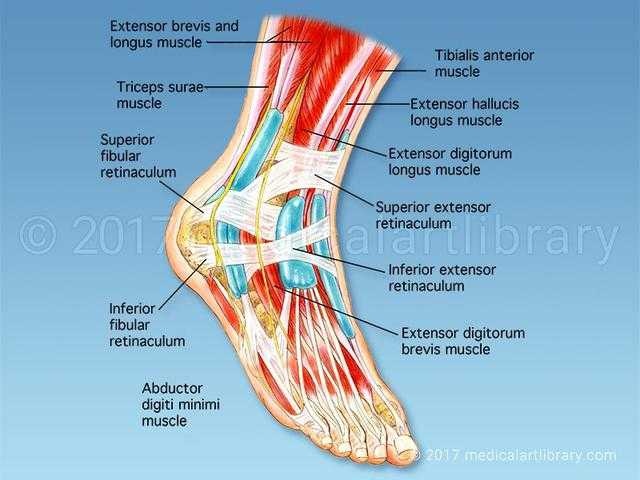 Extensor brevis and
longus muscle
Triceps surae
muscle
Superior
fibular
retinaculum
Inferior
fibular
retinaculum
Abductor
digiti minimi
muscle
Tibialis anterior
muscle
Extensor hallucis
longus muscle
Extensor digitorum
longus muscle
Superior extensor
retinaculum
Inferior extensor
retinaculum
Extensor digitorum
brevis muscle
© 2017 medicalartlibrary
© 2017 medicalartlibrary.com